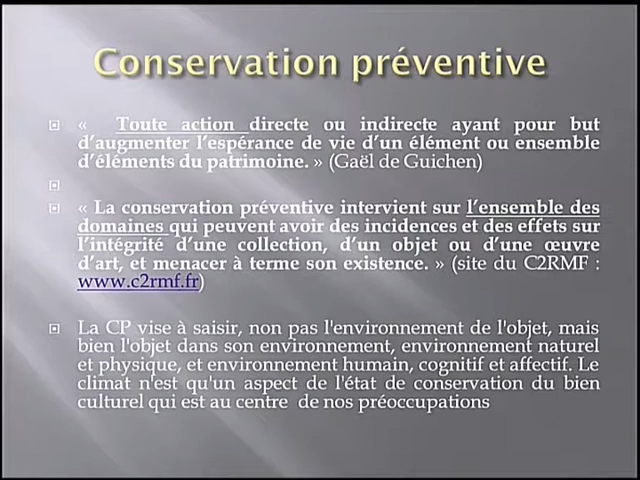 Conservation préventive
« Toute action directe ou indirecte ayant pour but
d’augmenter l’espérance de vie d’un élément ou ensemble
d’éléments du patrimoine. » (Gaël de Guichen)
« La conservation préventive intervient sur l’ensemble des
domaines qui peuvent avoir des incidences et des effets sur
l’intégrité d’une collection, d’un objet ou d’une œuvre
d’art, et menacer à terme son existence. » (site du C2RMF :
www.c2rmf.fr)
La CP vise à saisir, non pas l'environnement de l'objet, mais
bien l'objet dans son environnement, environnement naturel
et physique, et environnement humain, cognitif et affectif. Le
climat n'est qu'un aspect de l'état de conservation du bien
culturel qui est au centre de nos préoccupations